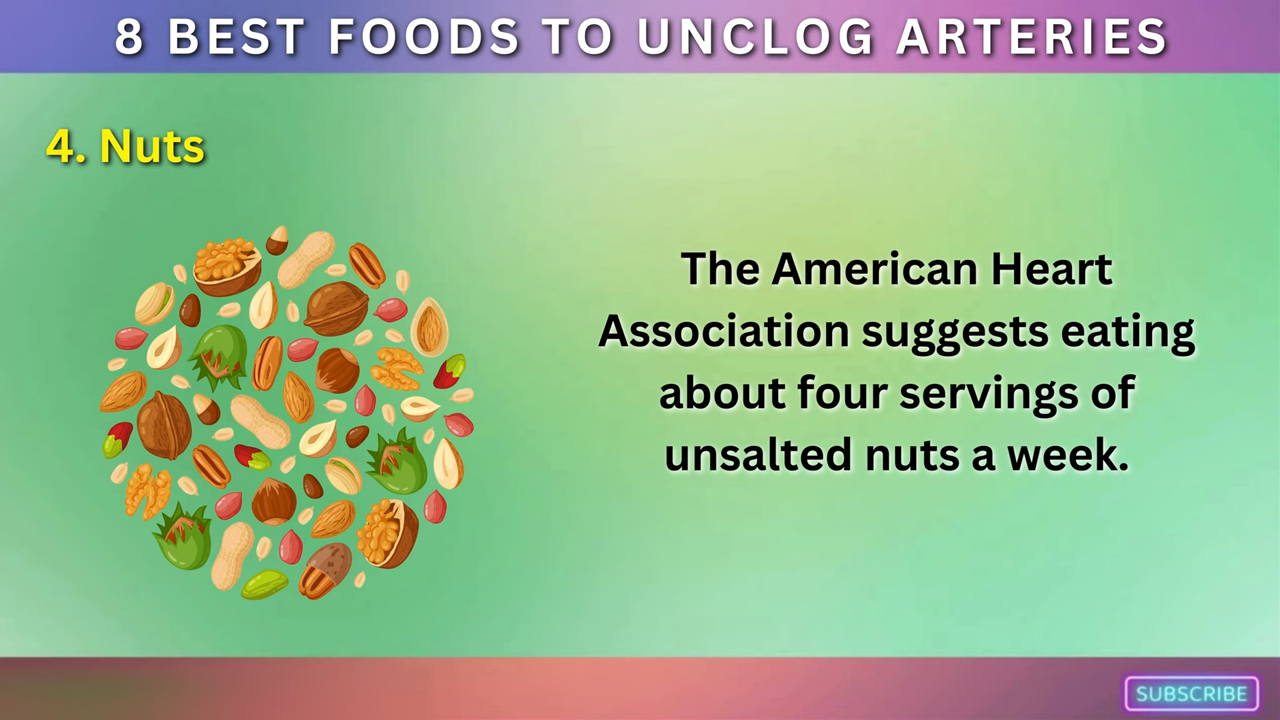 8 BEST FOODS TO UNCLOG ARTERIES
4. Nuts
The American Heart
Association suggests eating
about four servings of
unsalted nuts a week.
SUBSCRIBE